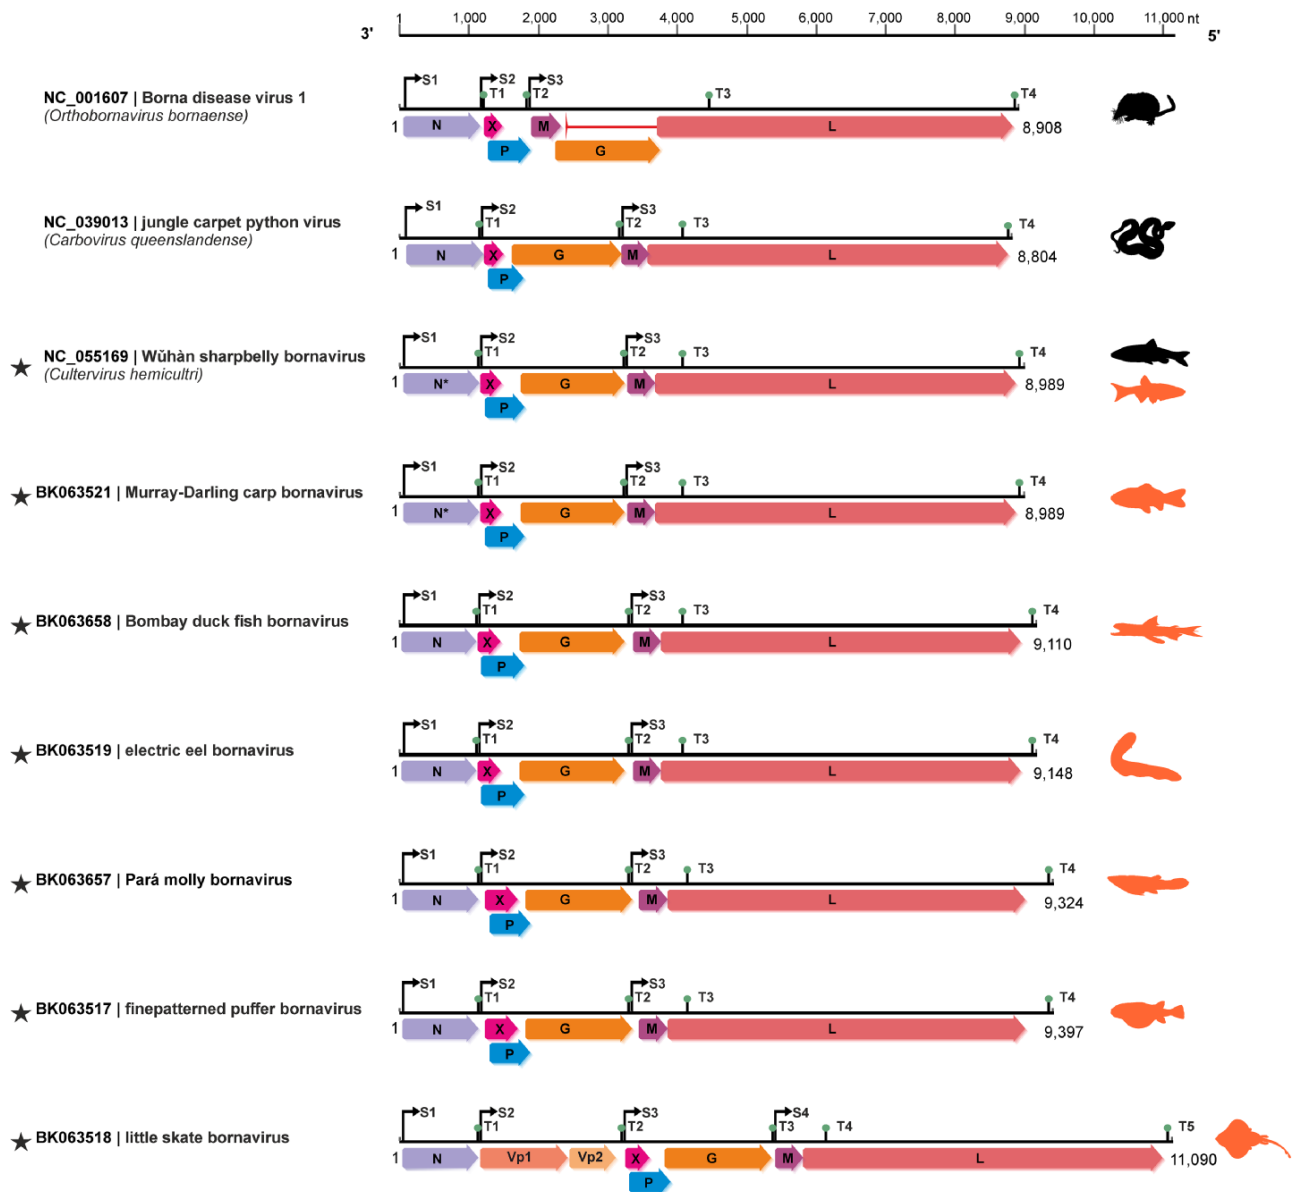 1 1,000 2,000 3,000 4,000 5,000 6,000 7,000 8,000 9,000 10,000 11,000 nt
3' 5'
S1 S2 S3
T1 T2 T3 T4
NC_001607 | Borna disease virus 1
(Orthobornavirus bornaense)
1 N X M L 8,908
P G
S1 S2 S3
T1 T2 T3 T4
NC_039013 | jungle carpet python virus
(Carbovirus queenslandense)
1 N X G M L 8,804
P
S1 S2 S3
T1 T2 T3 T4
NC_055169 | Wǔhàn sharpbelly bornavirus
(Cultervirus hemicultri)
1 N* X G M L 8,989
P
S1 S2 S3
T1 T2 T3 T4
BK063521 | Murray-Darling carp bornavirus
1 N* X G M L 8,989
P
S1 S2 S3
T1 T2 T3 T4
BK063658 | Bombay duck fish bornavirus
1 N X G M L 9,110
P
S1 S2 S3
T1 T2 T3 T4
BK063519 | electric eel bornavirus
1 N X G M L 9,148
P
S1 S2 S3
T1 T2 T3 T4
BK063657 | Pará molly bornavirus
1 N X G M L 9,324
P
S1 S2 S3
T1 T2 T3 T4
BK063517 | finepatterned puffer bornavirus
1 N X G M L 9,397
P
S1 S2 S3 S4
T1 T2 T3 T4 T5
BK063518 | little skate bornavirus
1 N Vp1 Vp2 X G M L 11,090
P